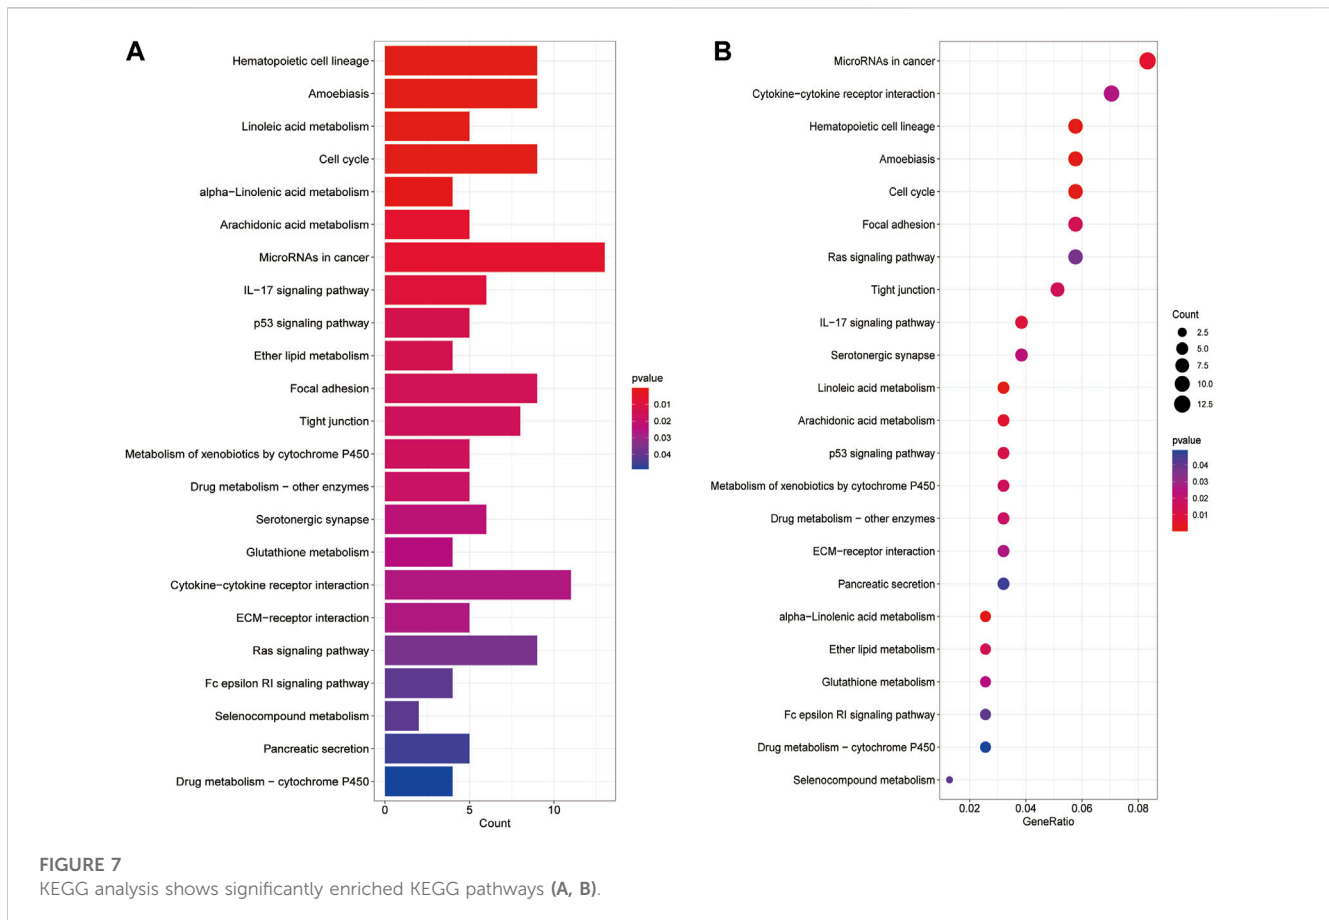 A
Hematopoietic cell lineage
Amoebiasis
Linoleic acid metabolism
Cell cycle
alpha−Linolenic acid metabolism
Arachidonic acid metabolism
MicroRNAs in cancer
IL−17 signaling pathway
p53 signaling pathway
Ether lipid metabolism
Focal adhesion
Tight junction
Metabolism of xenobiotics by cytochrome P450
Drug metabolism − other enzymes
Serotonergic synapse
Glutathione metabolism
Cytokine−cytokine receptor interaction
ECM−receptor interaction
Ras signaling pathway
Fc epsilon RI signaling pathway
Selenocompound metabolism
Pancreatic secretion
Drug metabolism − cytochrome P450
0 5 10
Count
pvalue
0.01
0.02
0.03
0.04
B
MicroRNAs in cancer
Cytokine−cytokine receptor interaction
Hematopoietic cell lineage
Amoebiasis
Cell cycle
Focal adhesion
Ras signaling pathway
Tight junction
IL−17 signaling pathway
Serotonergic synapse
Linoleic acid metabolism
Arachidonic acid metabolism
p53 signaling pathway
Metabolism of xenobiotics by cytochrome P450
Drug metabolism − other enzymes
ECM−receptor interaction
Pancreatic secretion
alpha−Linolenic acid metabolism
Ether lipid metabolism
Glutathione metabolism
Fc epsilon RI signaling pathway
Drug metabolism − cytochrome P450
Selenocompound metabolism
0.02 0.04 0.06 0.08
GeneRatio
Count
2.5
5.0
7.5
10.0
12.5
pvalue
0.04
0.03
0.02
0.01
FIGURE 7
KEGG analysis shows significantly enriched KEGG pathways (A, B).